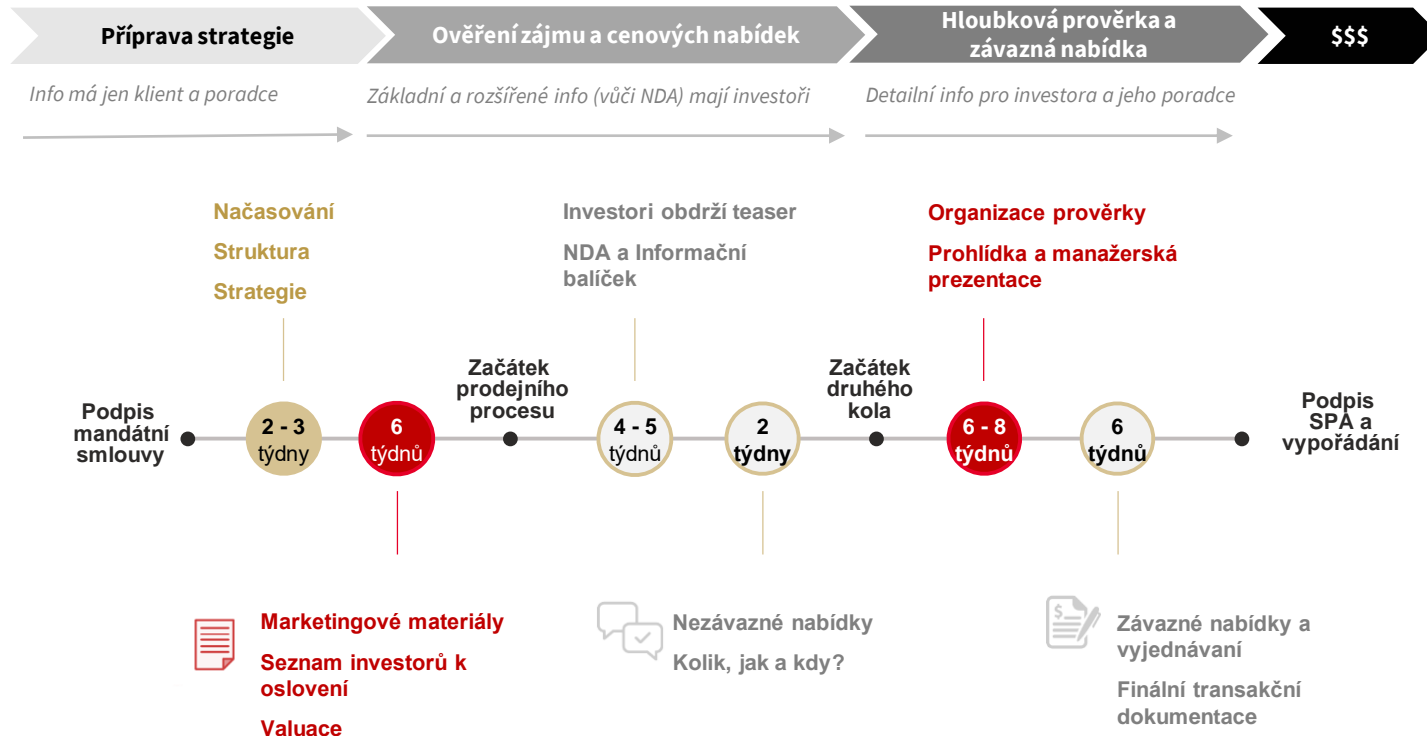 Příprava strategie
Ověření zájmu a cenových nabídek
Hloubková prověrka a
závazná nabídka
$$$
Info má jen klient a poradce
Základní a rozšířené info (vůči NDA) mají investoři
Detailní info pro investora a jeho poradce
Načasování
Struktura
Strategie
Investori obdrží teaser
NDA a Informační
balíček
Organizace prověrky
Prohlídka a manažerská
prezentace
Podpis
mandátní
smlouvy
2 - 3
týdny
6
týdnů
Začátek
prodejního
procesu
4 - 5
týdnů
2
týdny
Začátek
druhého
kola
6 - 8
týdnů
6
týdnů
Podpis
SPA a
vypořádání
Marketingové materiály
Seznam investorů k
oslovení
Valuace
Nezávazné nabídky
Kolik, jak a kdy?
$
Závazné nabídky a
vyjednávaní
Finální transakční
dokumentace